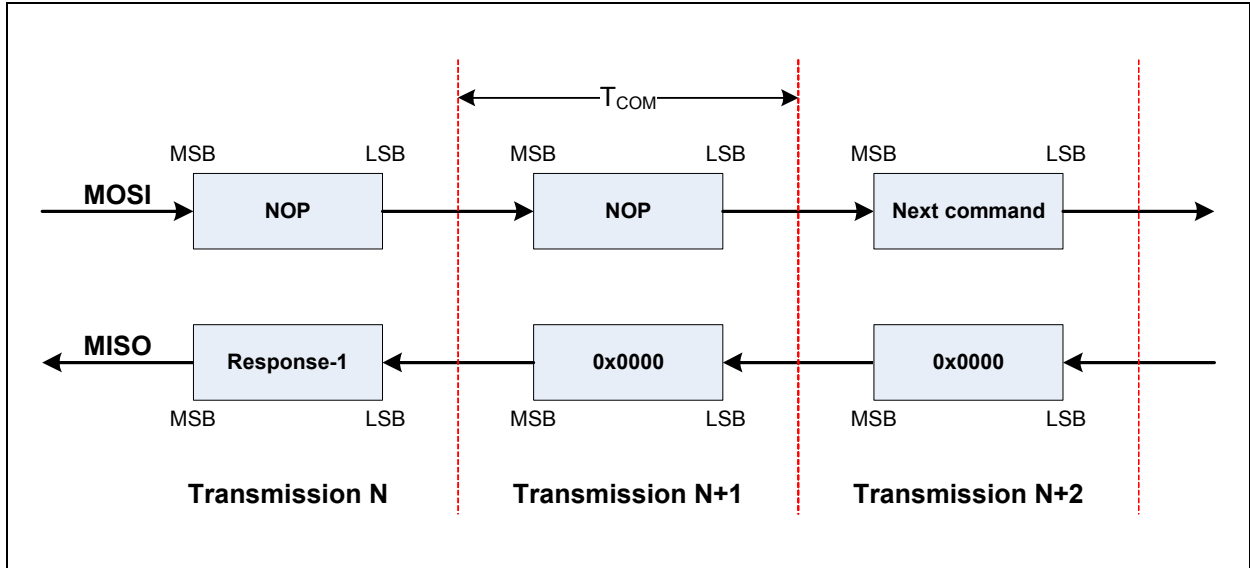 T_COM
MSB LSB MSB LSB MSB LSB
MOSI NOP NOP Next command
MISO Response-1 0x0000 0x0000
MSB LSB MSB LSB MSB LSB
Transmission N Transmission N+1 Transmission N+2